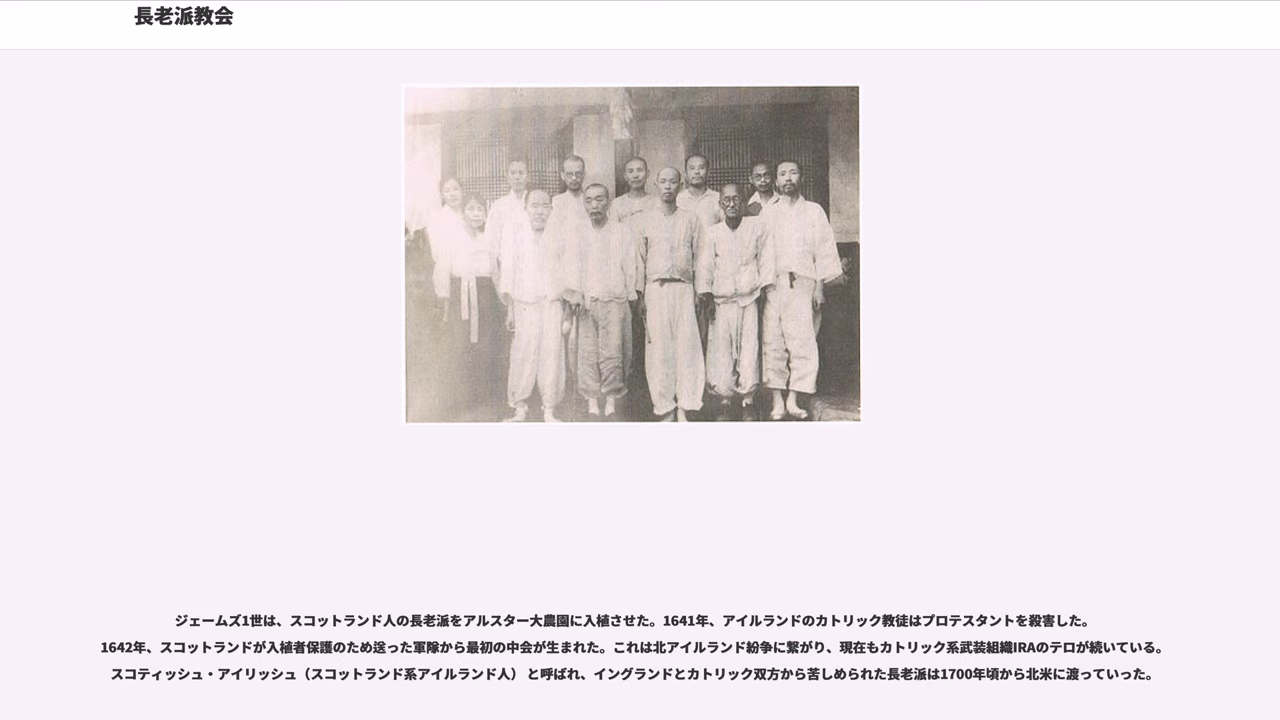 長老派教会
ジェームズ1世は、スコットランド人の長老派をアルスター大農園に入植させた。1641年、アイルランドのカトリック教徒はプロテスタントを殺害した。
1642年、スコットランドが入植者保護のため送った軍隊から最初の中会が生まれた。これは北アイルランド紛争に繋がり、現在もカトリック系武装組織IRAのテロが続いている。
スコティッシュ・アイリッシュ（スコットランド系アイルランド人） と呼ばれ、イングランドとカトリック双方から苦しめられた長老派は1700年頃から北米に渡っていった。